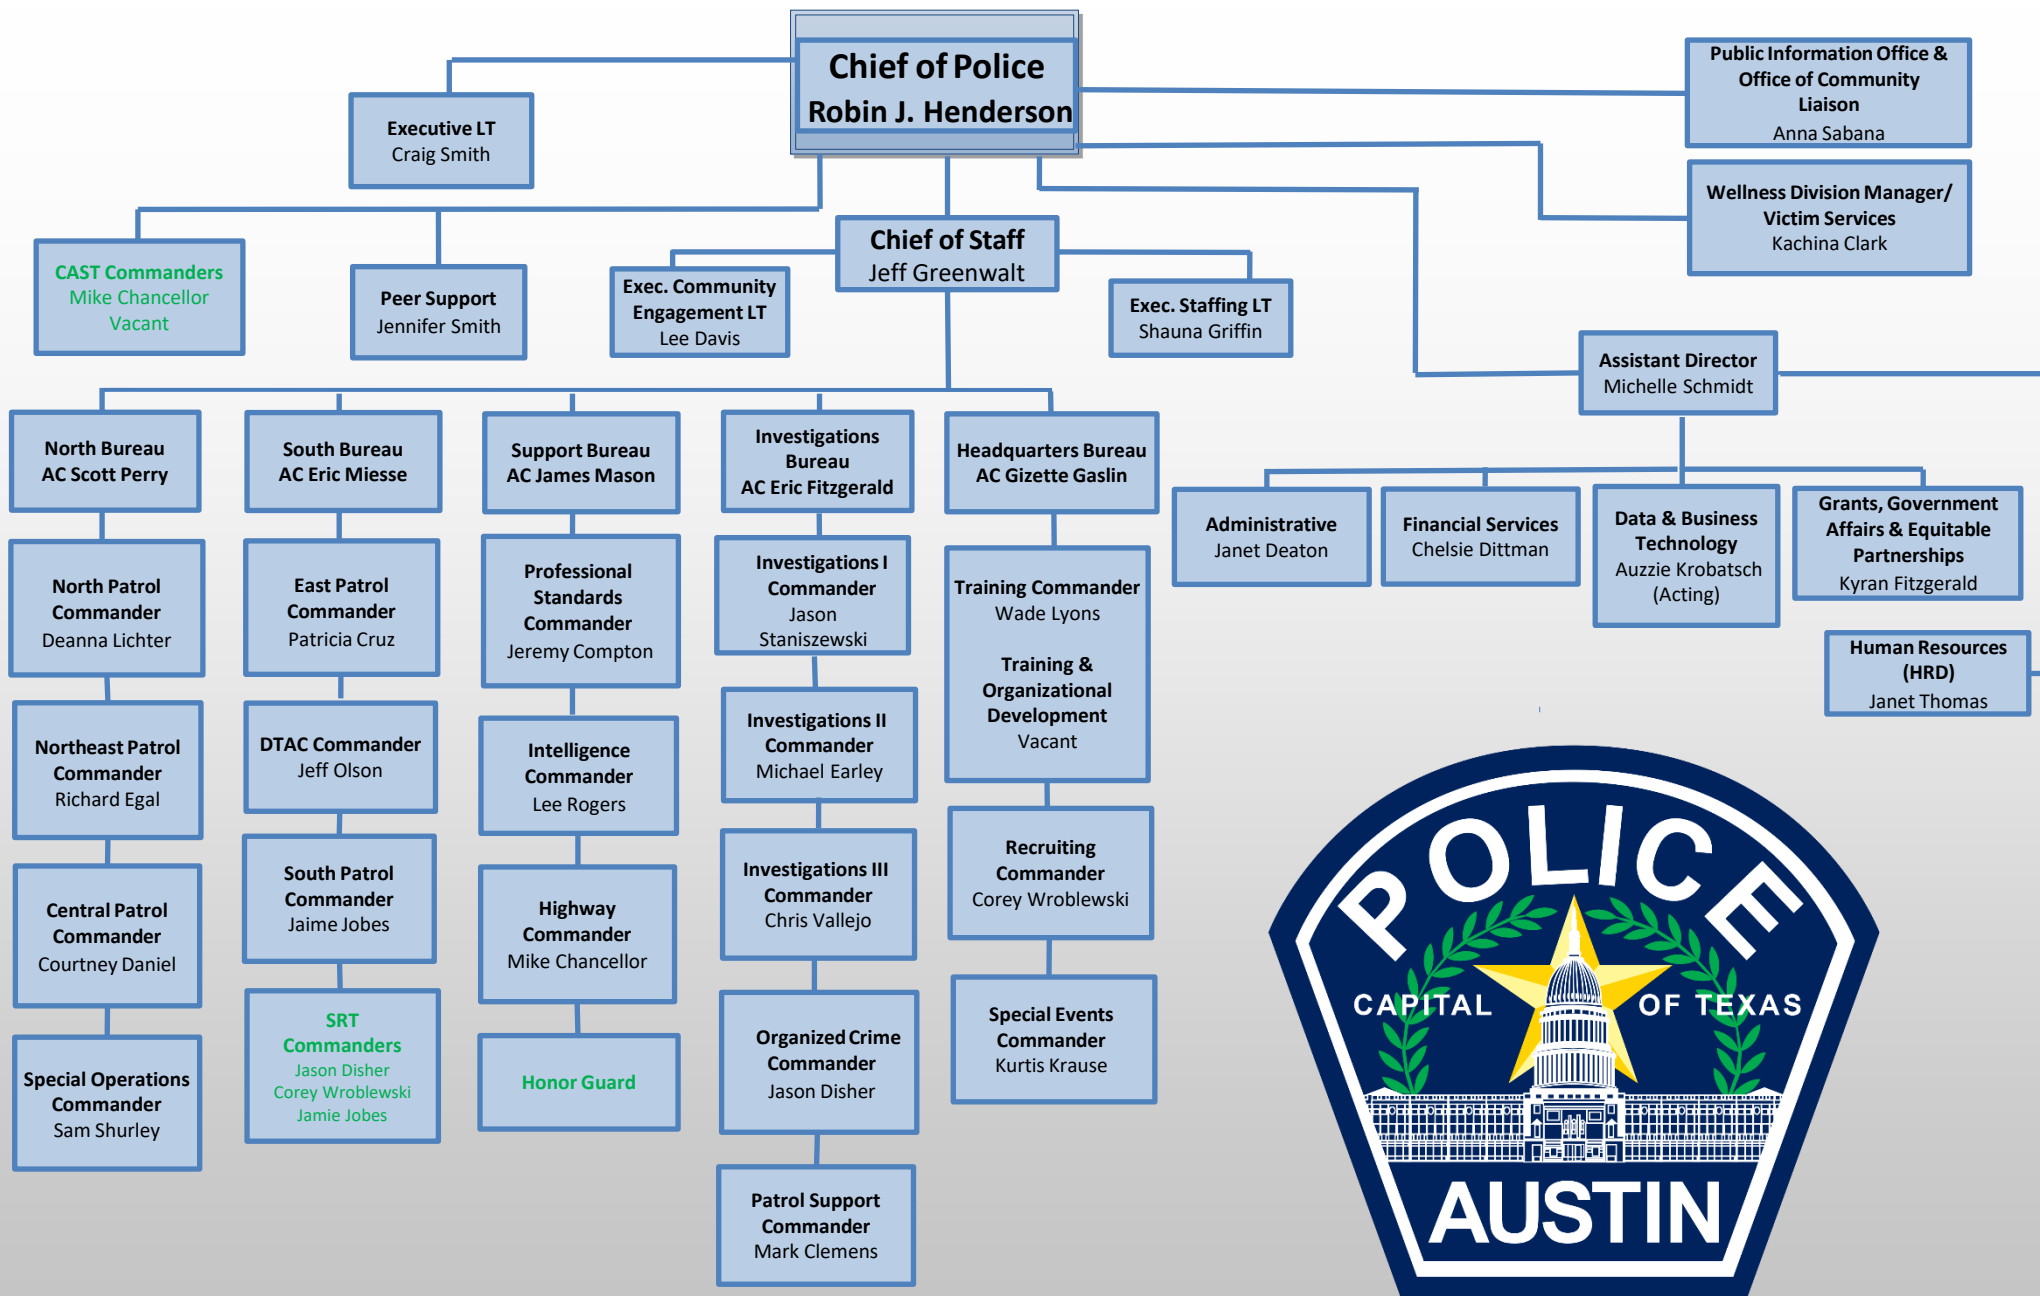 Chief of Police
Robin J. Henderson
Public Information Office &
Office of Community
Liaison
Anna Sabana
Executive LT
Craig Smith
Wellness Division Manager/
Victim Services
Kachina Clark
Chief of Staff
Jeff Greenwalt
CAST Commanders
Mike Chancellor
Vacant
Peer Support
Jennifer Smith
Exec. Community
Engagement LT
Lee Davis
Exec. Staffing LT
Shauna Griffin
Assistant Director
Michelle Schmidt
North Bureau
AC Scott Perry
South Bureau
AC Eric Miesse
Support Bureau
AC James Mason
Investigations
Bureau
AC Eric Fitzgerald
Headquarters Bureau
AC Gizette Gaslin
Administrative
Janet Deaton
Financial Services
Chelsie Dittman
Data & Business
Technology
Auzzie Krobatsch
(Acting)
Grants, Government
Affairs & Equitable
Partnerships
Kyran Fitzgerald
Human Resources
(HRD)
Janet Thomas
North Patrol
Commander
Deanna Lichter
East Patrol
Commander
Patricia Cruz
Professional
Standards
Commander
Jeremy Compton
Investigations I
Commander
Jason
Staniszewski
Training Commander
Wade Lyons
Training &
Organizational
Development
Vacant
Northeast Patrol
Commander
Richard Egal
DTAC Commander
Jeff Olson
Intelligence
Commander
Lee Rogers
Investigations II
Commander
Michael Earley
Recruiting
Commander
Corey Wroblewski
Central Patrol
Commander
Courtney Daniel
South Patrol
Commander
Jaime Jobes
Highway
Commander
Mike Chancellor
Investigations III
Commander
Chris Vallejo
Special Events
Commander
Kurtis Krause
Special Operations
Commander
Sam Shurley
SRT
Commanders
Jason Disher
Corey Wroblewski
Jamie Jobes
Honor Guard
Organized Crime
Commander
Jason Disher
Patrol Support
Commander
Mark Clemens
POLICE
CAPITAL OF TEXAS
AUSTIN